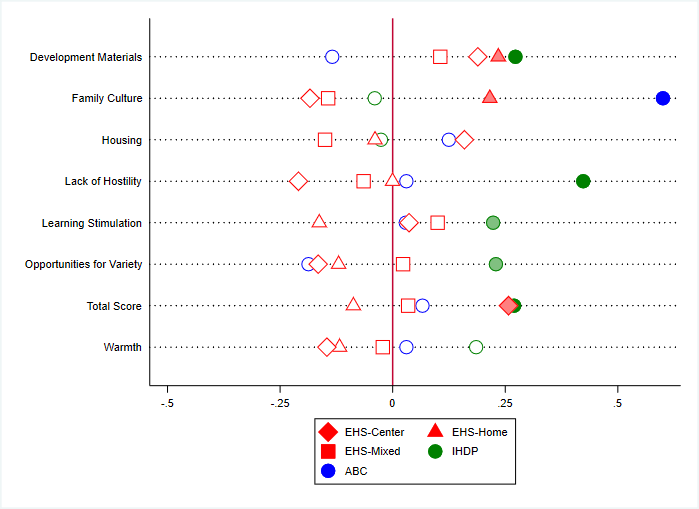 Development Materials
Family Culture
Housing
Lack of Hostility
Learning Stimulation
Opportunities for Variety
Total Score
Warmth
-.5 -.25 0 .25 .5
EHS-Center EHS-Home
EHS-Mixed IHDP
ABC